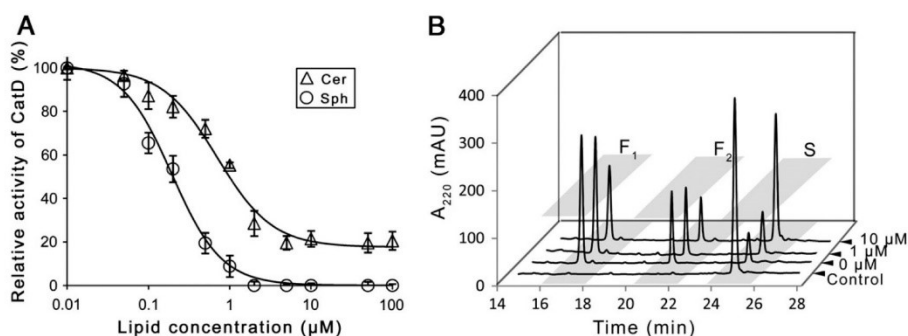 A
Relative activity of CatD (%)
100
80
60
40
20
0
0.01 0.1 1 10 100
Lipid concentration (μM)
Cer
Sph
B
A220 (mAU)
400
300
200
100
0
14 16 18 20 22 24 26 28
Time (min)
F1
F2
S
10 μM
1 μM
0 μM
Control